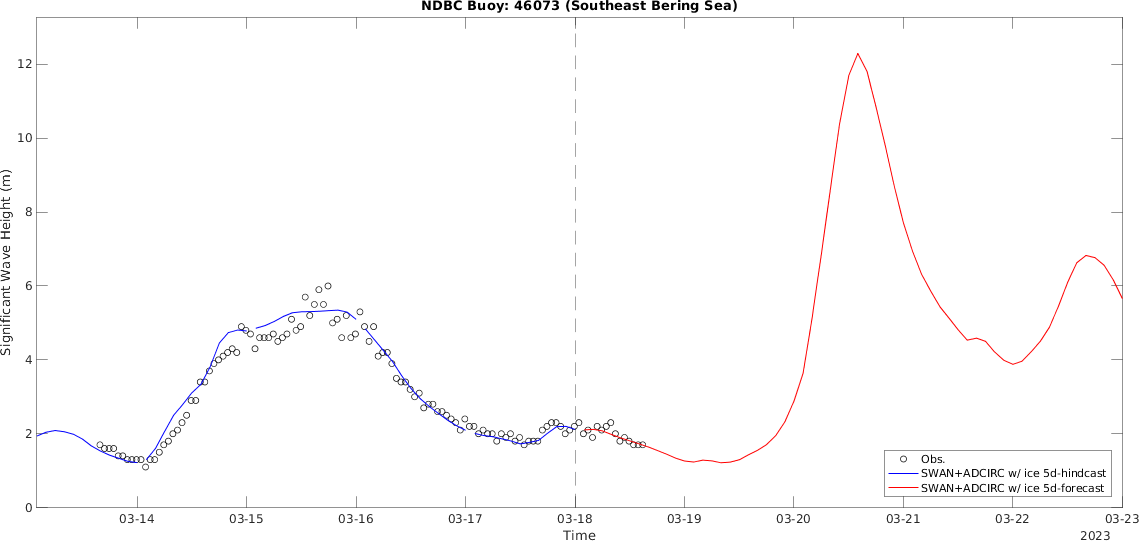 NDBC Buoy: 46073 (Southeast Bering Sea)
Significant Wave Height (m)
12
10
8
6
4
2
0
Obs.
SWAN+ADCIRC w/ ice 5d-hindcast
SWAN+ADCIRC w/ ice 5d-forecast
03-14 03-15 03-16 03-17 03-18 03-19 03-20 03-21 03-22 03-23
Time
2023